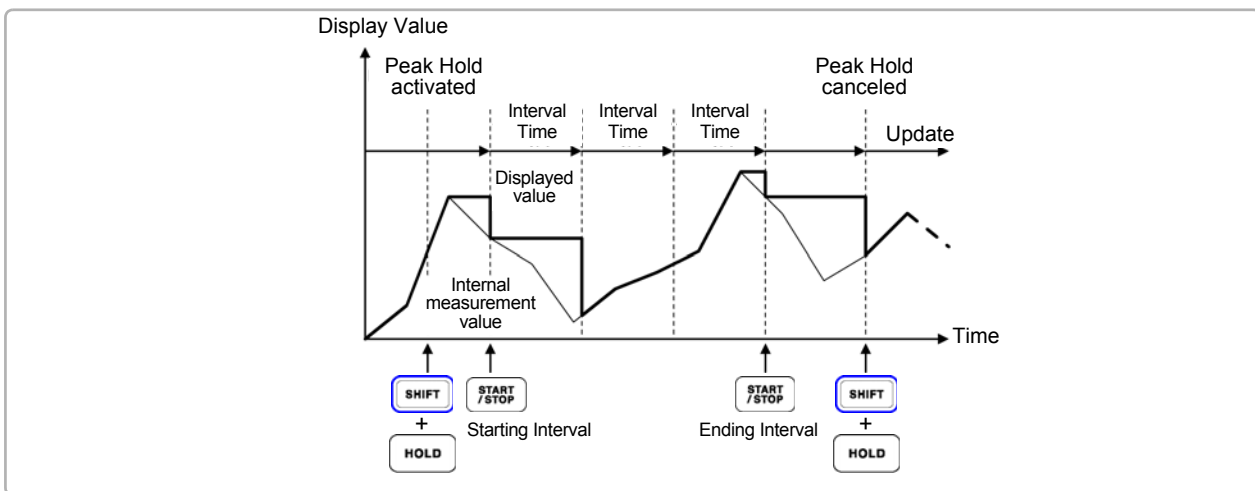 Display Value
Peak Hold
activated
Peak Hold
canceled
Interval
Time
Interval
Time
Interval
Time
Update
Displayed
value
Internal
measurement
value
Time
SHIFT
+
HOLD
START
/STOP
Starting Interval
START
/STOP
Ending Interval
SHIFT
+
HOLD